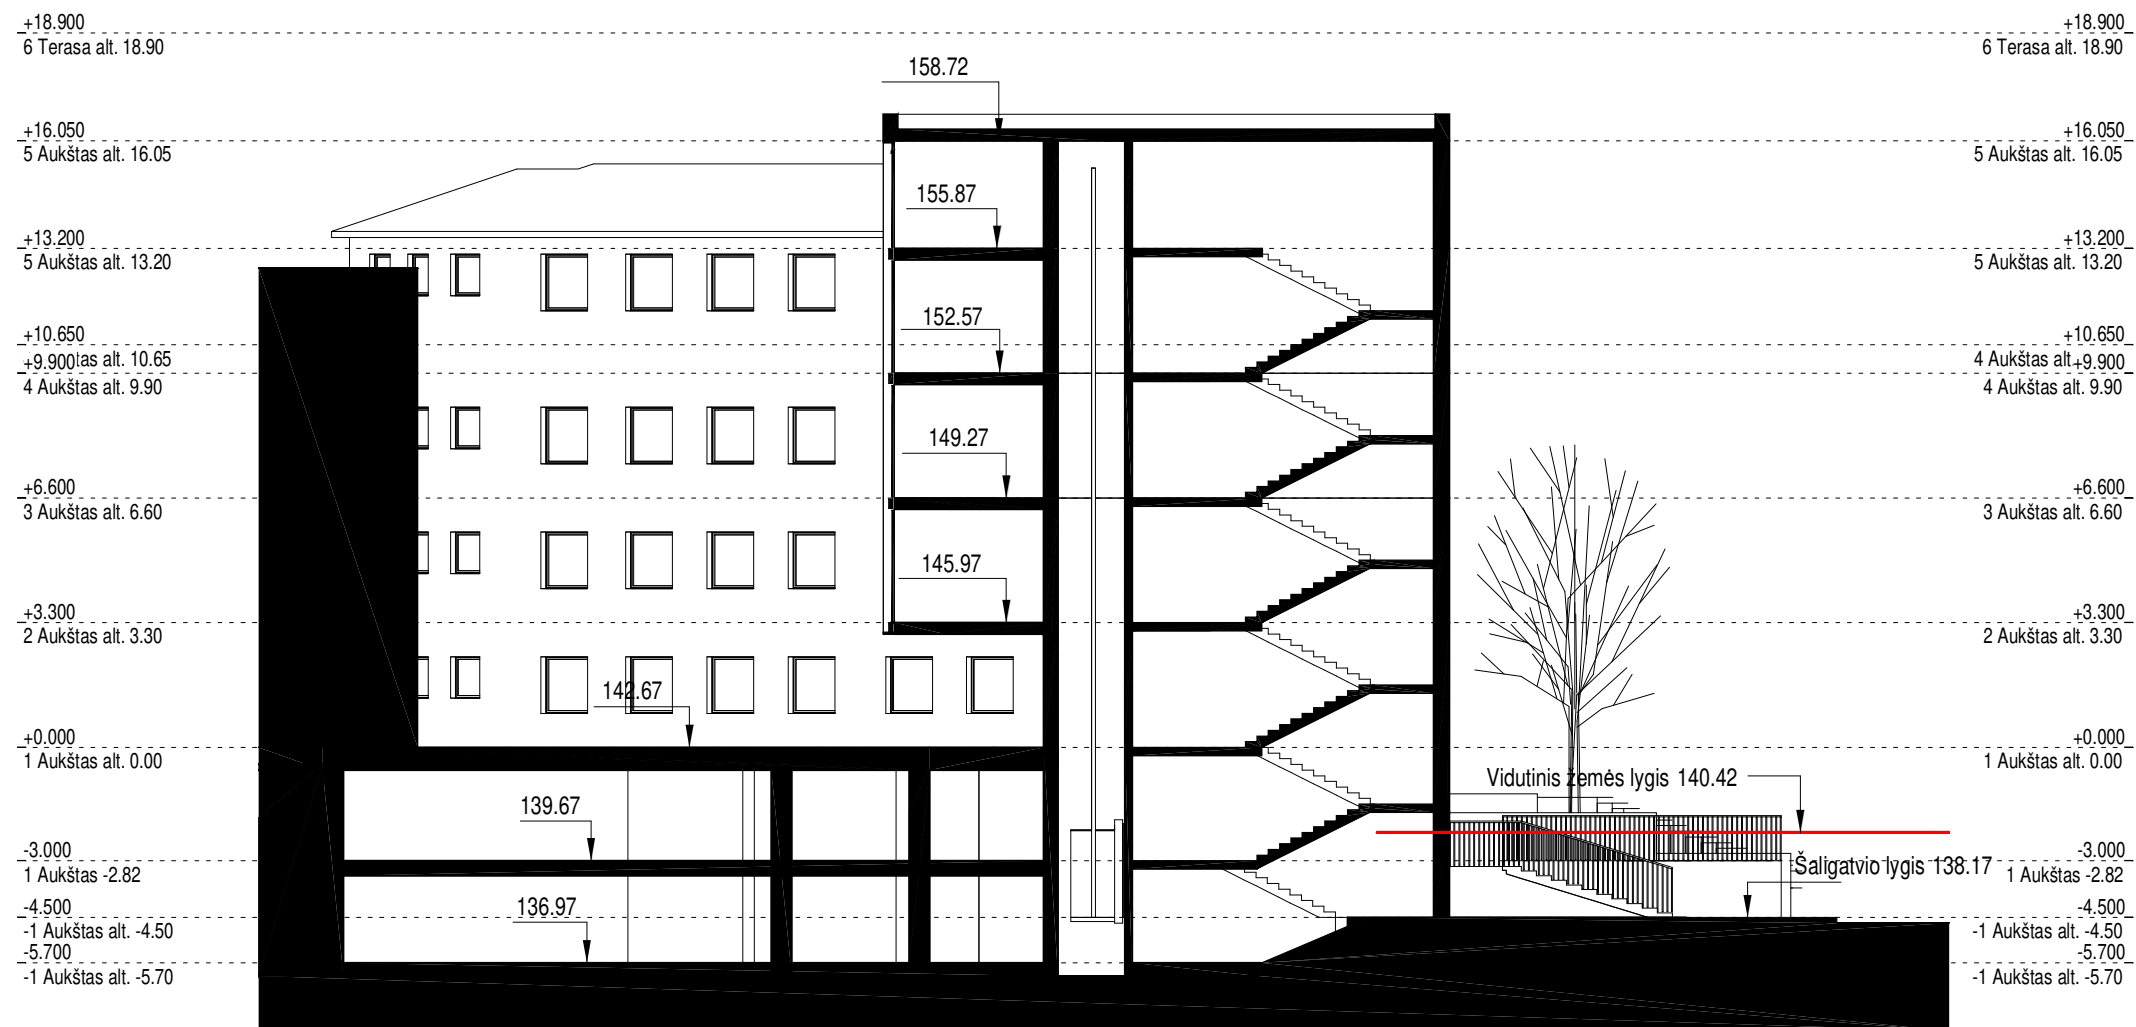 +18.900
6 Terasa alt. 18.90
+18.900
6 Terasa alt. 18.90
158.72
+16.050
5 Aukštas alt. 16.05
+16.050
5 Aukštas alt. 16.05
155.87
+13.200
5 Aukštas alt. 13.20
+13.200
5 Aukštas alt. 13.20
152.57
+10.650
alt. 10.65
+10.650
4 Aukštas alt.
+9.900
4 Aukštas alt. 9.90
+9.900
4 Aukštas alt. 9.90
149.27
+6.600
3 Aukštas alt. 6.60
+6.600
3 Aukštas alt. 6.60
145.97
+3.300
2 Aukštas alt. 3.30
+3.300
2 Aukštas alt. 3.30
142.67
+0.000
1 Aukštas alt. 0.00
+0.000
1 Aukštas alt. 0.00
Vidutinis žemės lygis 140.42
139.67
-3.000
1 Aukštas -2.82
Šaligatvio lygis 138.17
-3.000
1 Aukštas -2.82
136.97
-4.500
-1 Aukštas alt. -4.50
-4.500
-1 Aukštas alt. -4.50
-5.700
-1 Aukštas alt. -5.70
-5.700
-1 Aukštas alt. -5.70